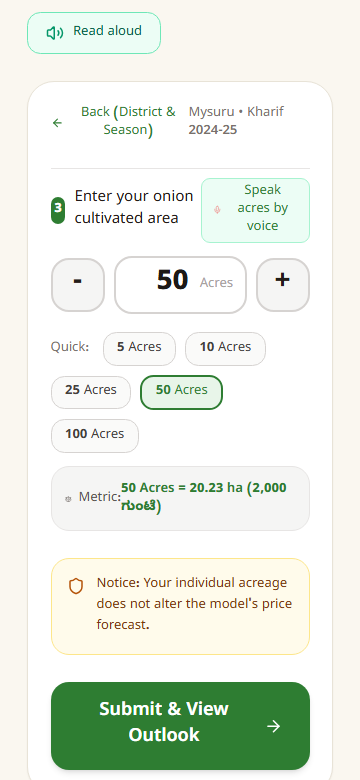 Read aloud
Back (District &
Season)
Mysuru • Kharif
2024-25
3
Enter your onion
cultivated area
Speak
acres by
voice
-
50 Acres
+
Quick: 5 Acres 10 Acres
25 Acres 50 Acres
100 Acres
Metric: 50 Acres = 20.23 ha (2,000
ಗುಂಟೆ)
Notice: Your individual acreage
does not alter the model's price
forecast.
Submit & View
Outlook